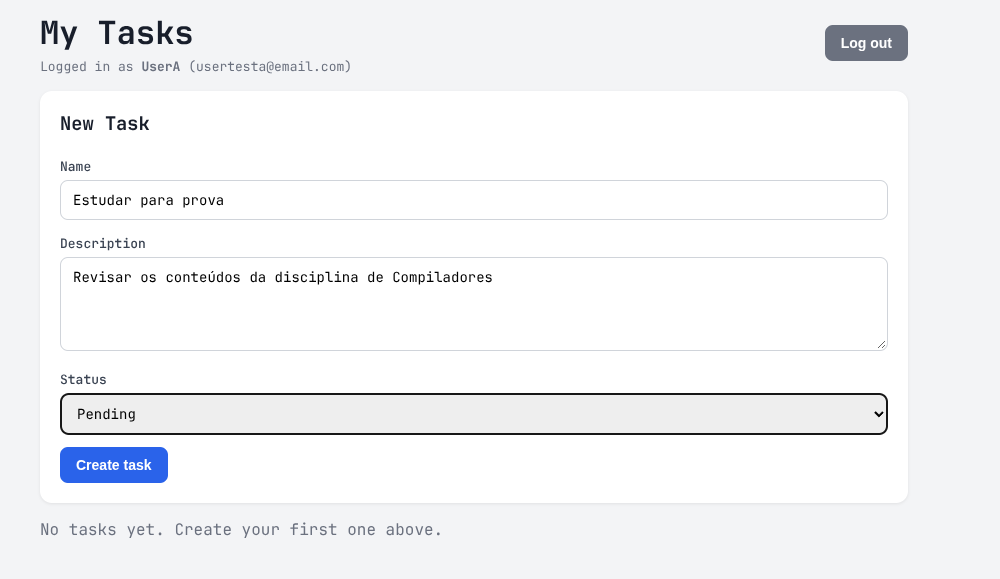 My Tasks
Logged in as UserA (usertesta@email.com)
Log out
New Task
Name
Estudar para prova
Description
Revisar os conteúdos da disciplina de Compiladores
Status
Pending
Create task
No tasks yet. Create your first one above.